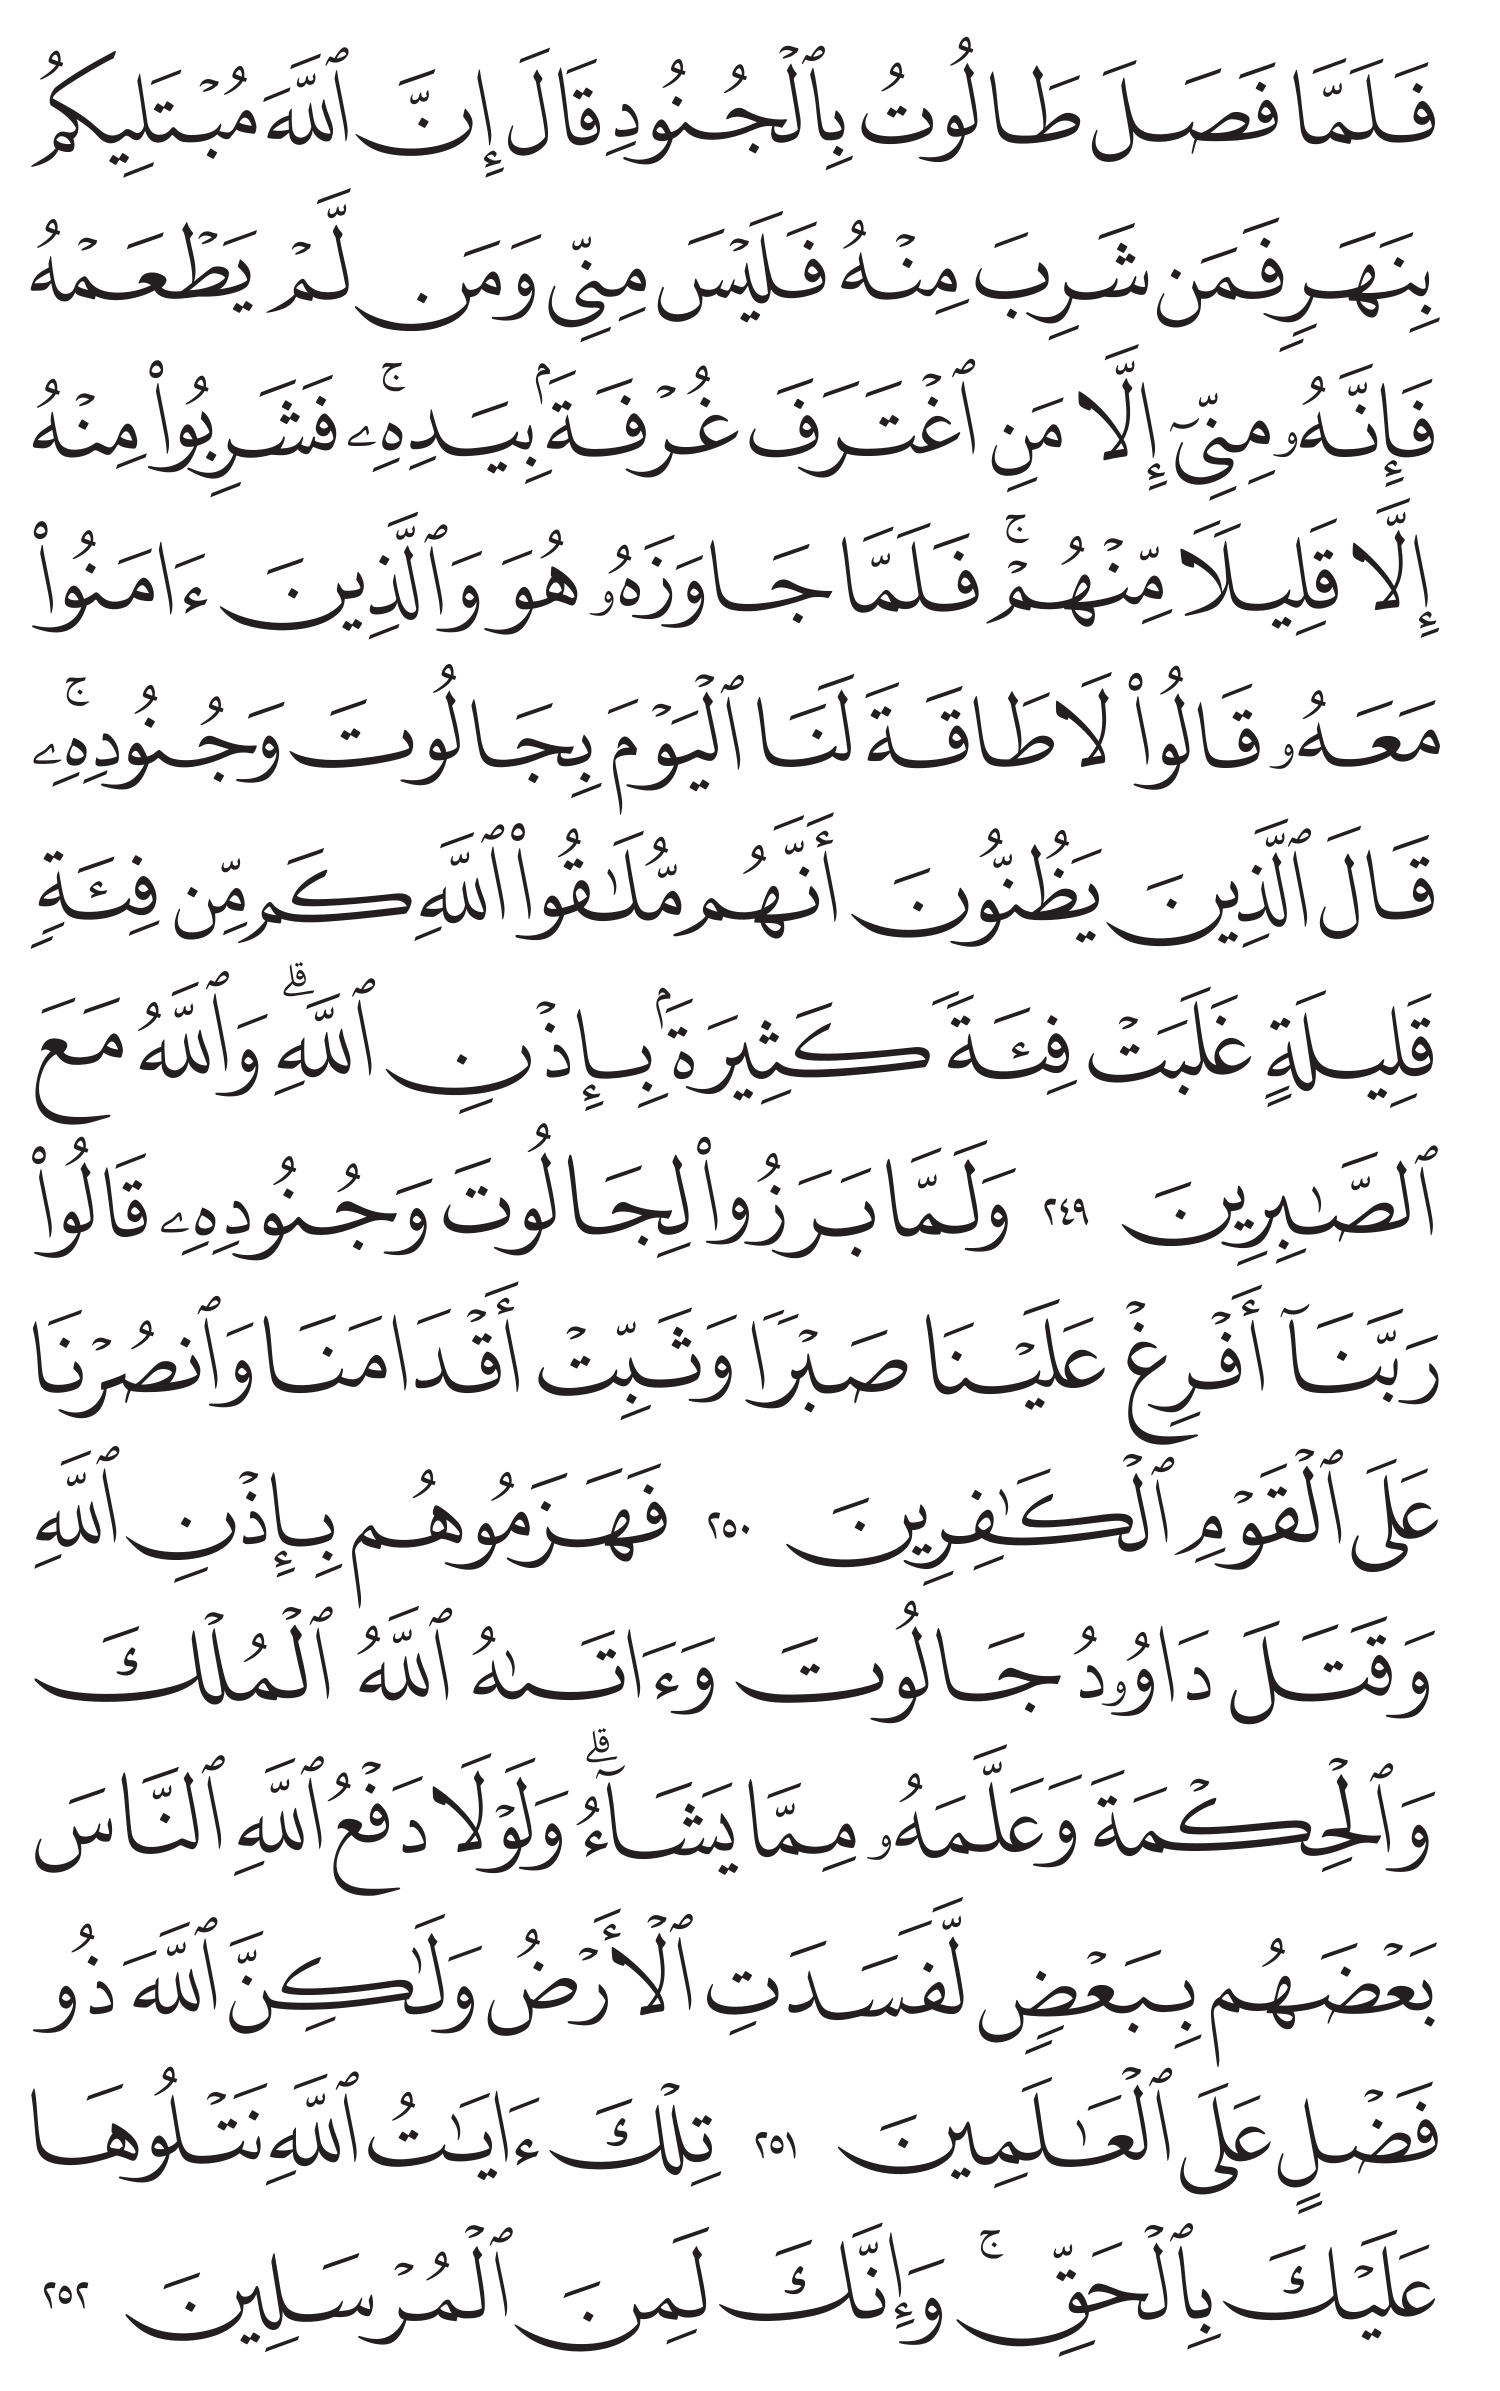 فَلَمَّا فَصَلَ طَالُوتُ بِٱلْجُنُودِ قَالَ إِنَّ ٱللَّهَ مُبْتَلِيكُم
بِنَهَرٍ فَمَن شَرِبَ مِنْهُ فَلَيْسَ مِنِّى وَمَن لَّمْ يَطْعَمْهُ
فَإِنَّهُۥ مِنِّىٓ إِلَّا مَنِ ٱغْتَرَفَ غُرْفَةَۢ بِيَدِهِۦۚ فَشَرِبُوا۟ مِنْهُ
إِلَّا قَلِيلًا مِّنْهُمْۚ فَلَمَّا جَاوَزَهُۥ هُوَ وَٱلَّذِينَ ءَامَنُوا۟
مَعَهُۥ قَالُوا۟ لَا طَاقَةَ لَنَا ٱلْيَوْمَ بِجَالُوتَ وَجُنُودِهِۦۚ
قَالَ ٱلَّذِينَ يَظُنُّونَ أَنَّهُم مُّلَٰقُوا۟ ٱللَّهِ كَم مِّن فِئَةٍ
قَلِيلَةٍ غَلَبَتْ فِئَةً كَثِيرَةَۢ بِإِذْنِ ٱللَّهِۗ وَٱللَّهُ مَعَ
ٱلصَّٰبِرِينَ ٢٤٩ وَلَمَّا بَرَزُوا۟ لِجَالُوتَ وَجُنُودِهِۦ قَالُوا۟
رَبَّنَآ أَفْرِغْ عَلَيْنَا صَبْرًا وَثَبِّتْ أَقْدَامَنَا وَٱنصُرْنَا
عَلَى ٱلْقَوْمِ ٱلْكَٰفِرِينَ ٢٥٠ فَهَزَمُوهُم بِإِذْنِ ٱللَّهِ
وَقَتَلَ دَاوُۥدُ جَالُوتَ وَءَاتَىٰهُ ٱللَّهُ ٱلْمُلْكَ
وَٱلْحِكْمَةَ وَعَلَّمَهُۥ مِمَّا يَشَآءُۗ وَلَوْلَا دَفْعُ ٱللَّهِ ٱلنَّاسَ
بَعْضَهُم بِبَعْضٍ لَّفَسَدَتِ ٱلْأَرْضُ وَلَٰكِنَّ ٱللَّهَ ذُو
فَضْلٍ عَلَى ٱلْعَٰلَمِينَ ٢٥١ تِلْكَ ءَايَٰتُ ٱللَّهِ نَتْلُوهَا
عَلَيْكَ بِٱلْحَقِّۚ وَإِنَّكَ لَمِنَ ٱلْمُرْسَلِينَ ٢٥٢